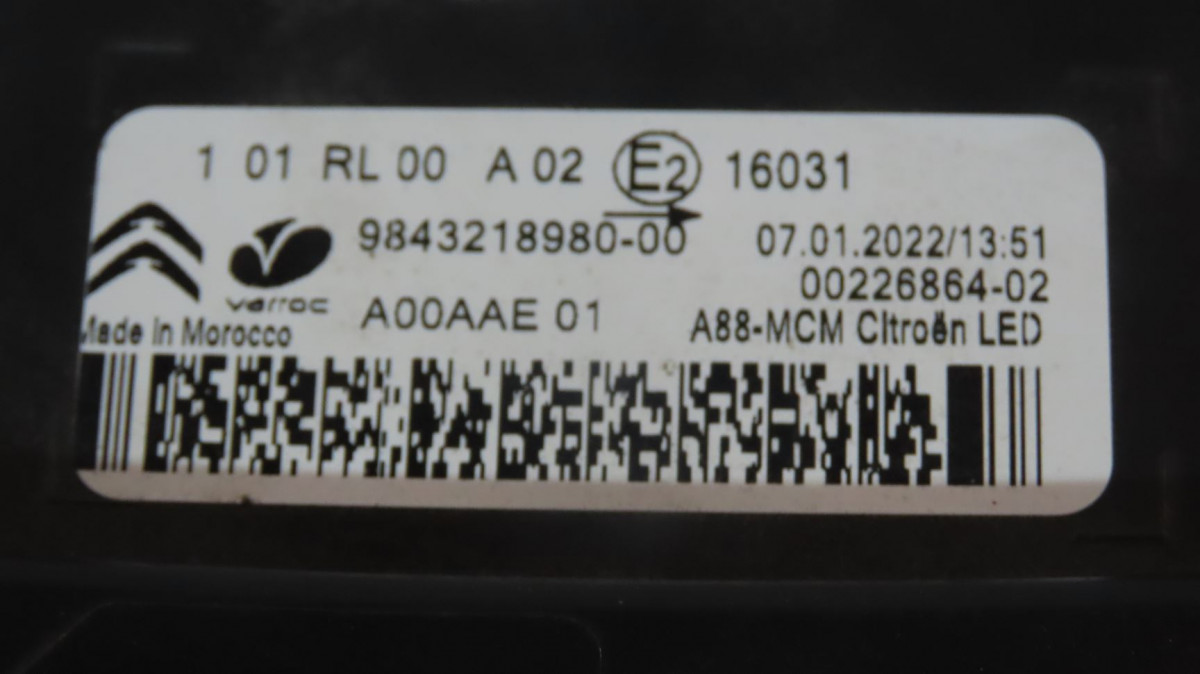 1 01 RL 00 A 02 E2 16031
9843218980-00 07.01.2022/13:51
00226864-02
varroc
A00AAE 01 A88-MCM Citroën LED
Made in Morocco